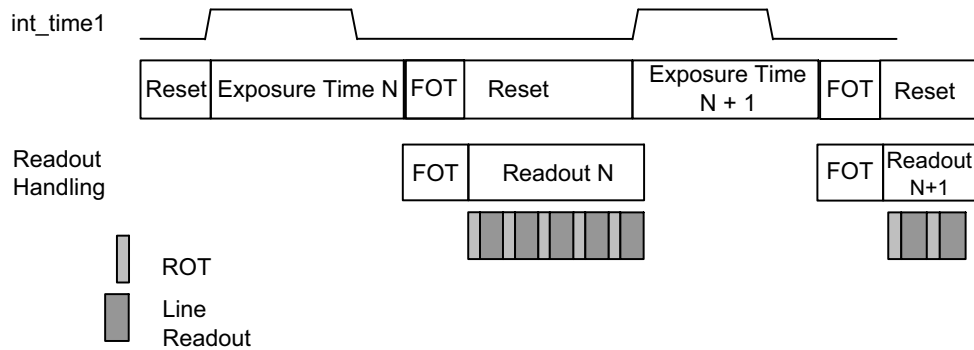 int_time1
Reset Exposure Time N FOT Reset Exposure Time N + 1 FOT Reset
Readout Handling
FOT Readout N FOT Readout N+1
ROT
Line
Readout